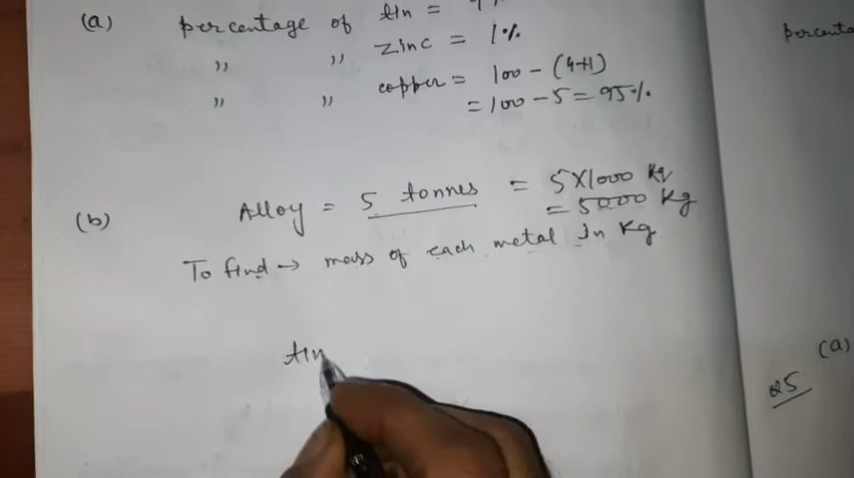 (a) percentage of tin =
" " zinc = 1%
" " copper = 100 - (4+1)
= 100 - 5 = 95%
(b) Alloy = 5 tonnes = 5×1000 Kg
= 5000 Kg
To find → mass of each metal in Kg
tin
percenta
(a)
25